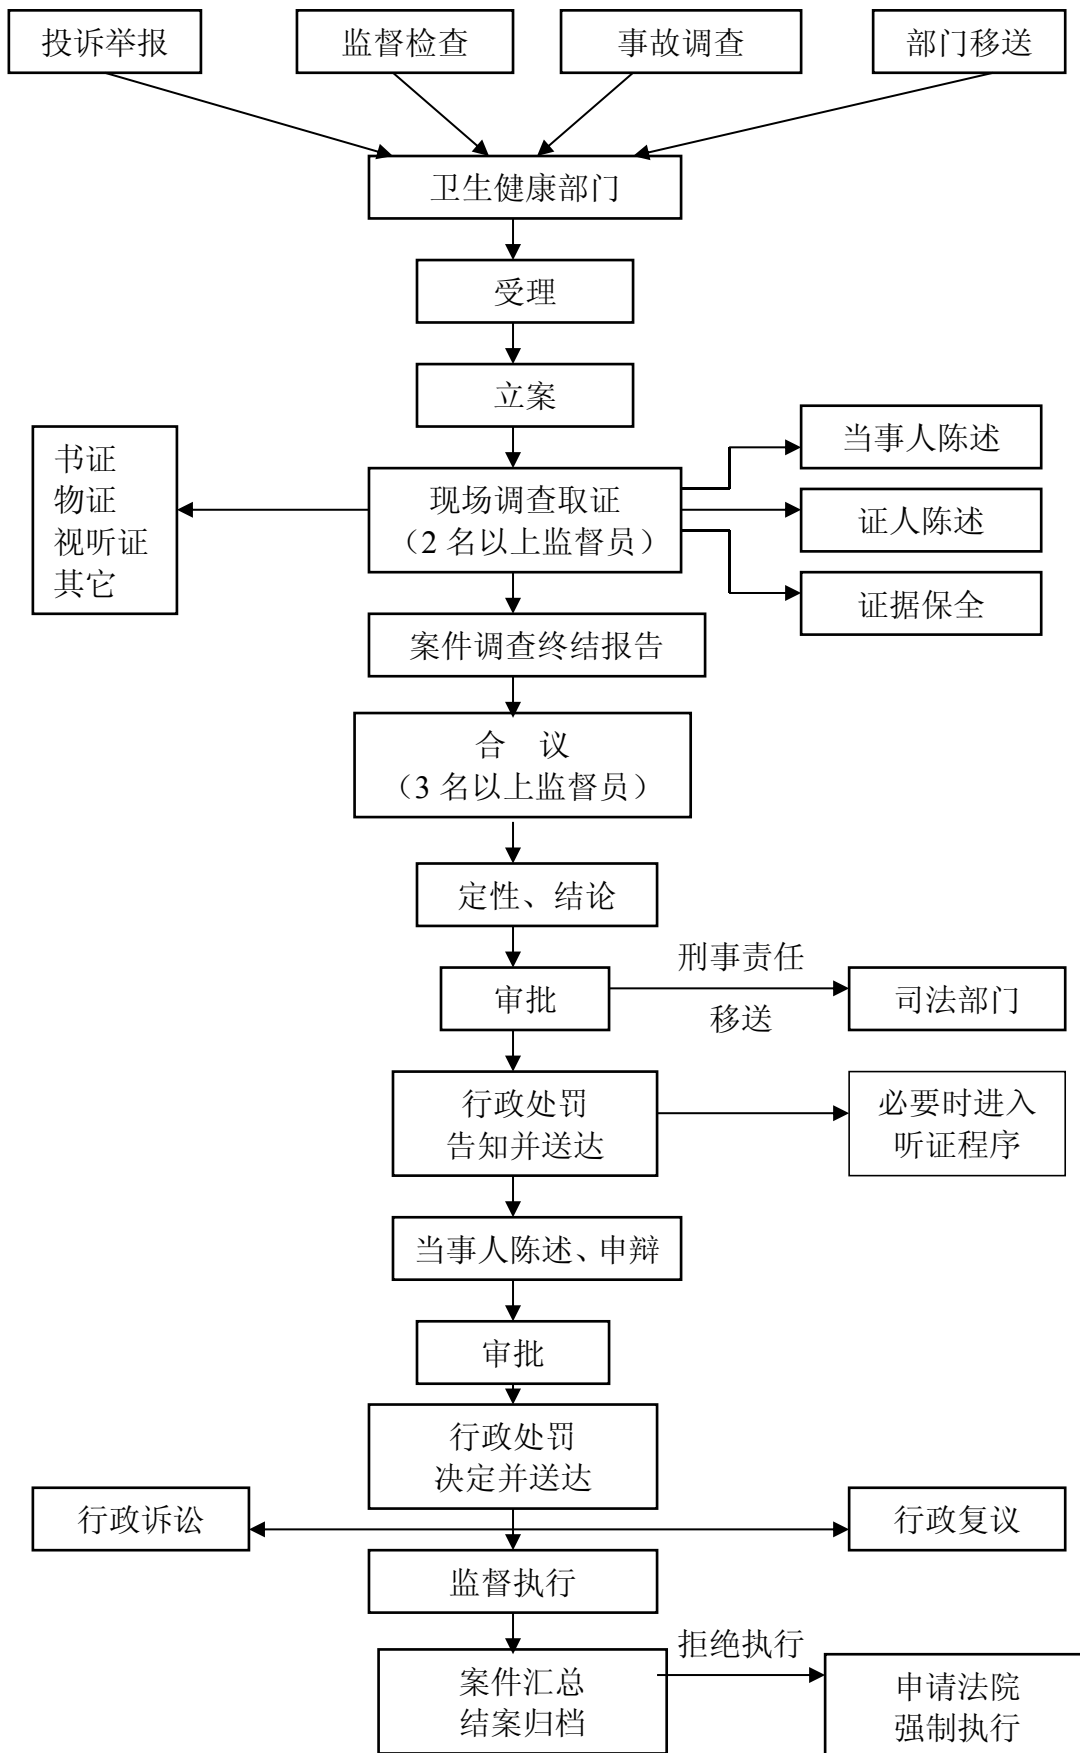 投诉举报
监督检查
事故调查
部门移送
卫生健康部门
受理
立案
书证
物证
视听证
其它
现场调查取证
（2 名以上监督员）
当事人陈述
证人陈述
证据保全
案件调查终结报告
合 议
（3 名以上监督员）
定性、结论
审批
刑事责任
移送
司法部门
行政处罚
告知并送达
必要时进入
听证程序
当事人陈述、申辩
审批
行政处罚
决定并送达
行政诉讼
行政复议
监督执行
案件汇总
结案归档
拒绝执行
申请法院
强制执行